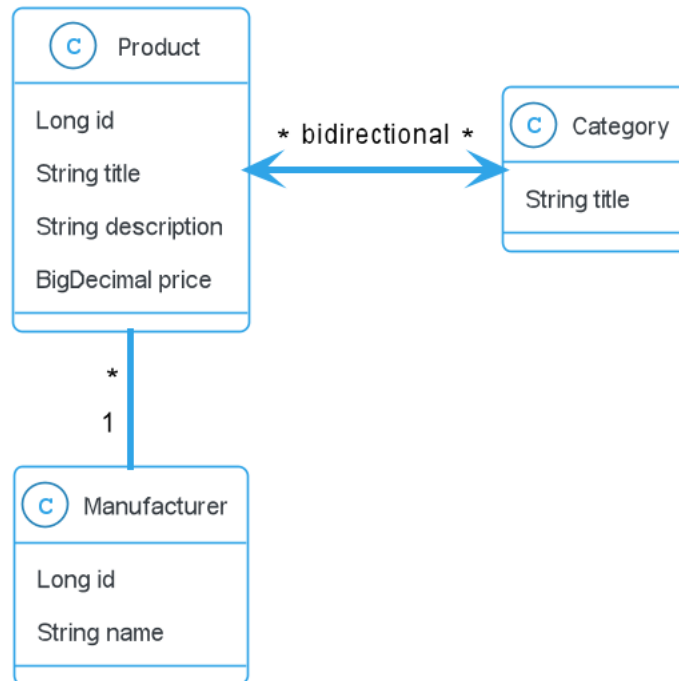 C Product
Long id
String title
String description
BigDecimal price
* bidirectional *
C Category
String title
*
1
C Manufacturer
Long id
String name